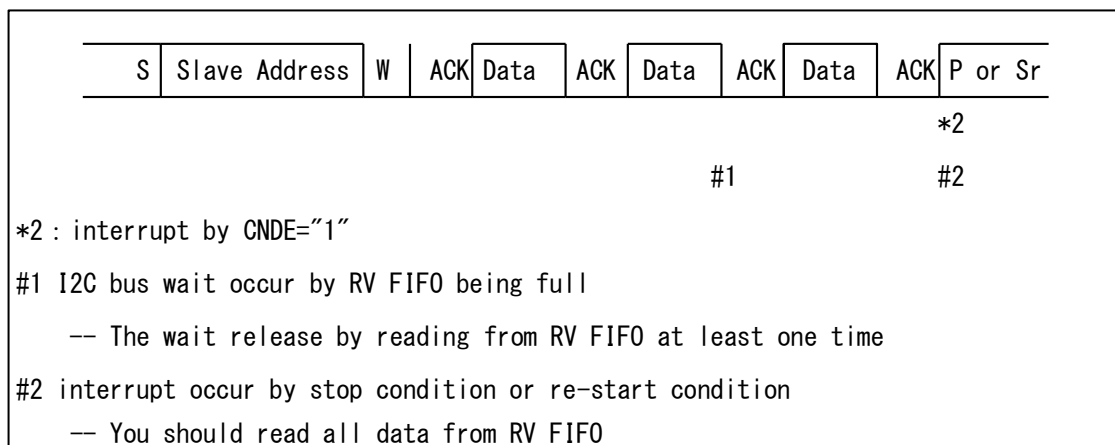 S Slave Address W ACK Data ACK Data ACK Data ACK P or Sr
*2
#1 #2
*2 : interrupt by CNDE="1"
#1 I2C bus wait occur by RV FIFO being full
-- The wait release by reading from RV FIFO at least one time
#2 interrupt occur by stop condition or re-start condition
-- You should read all data from RV FIFO